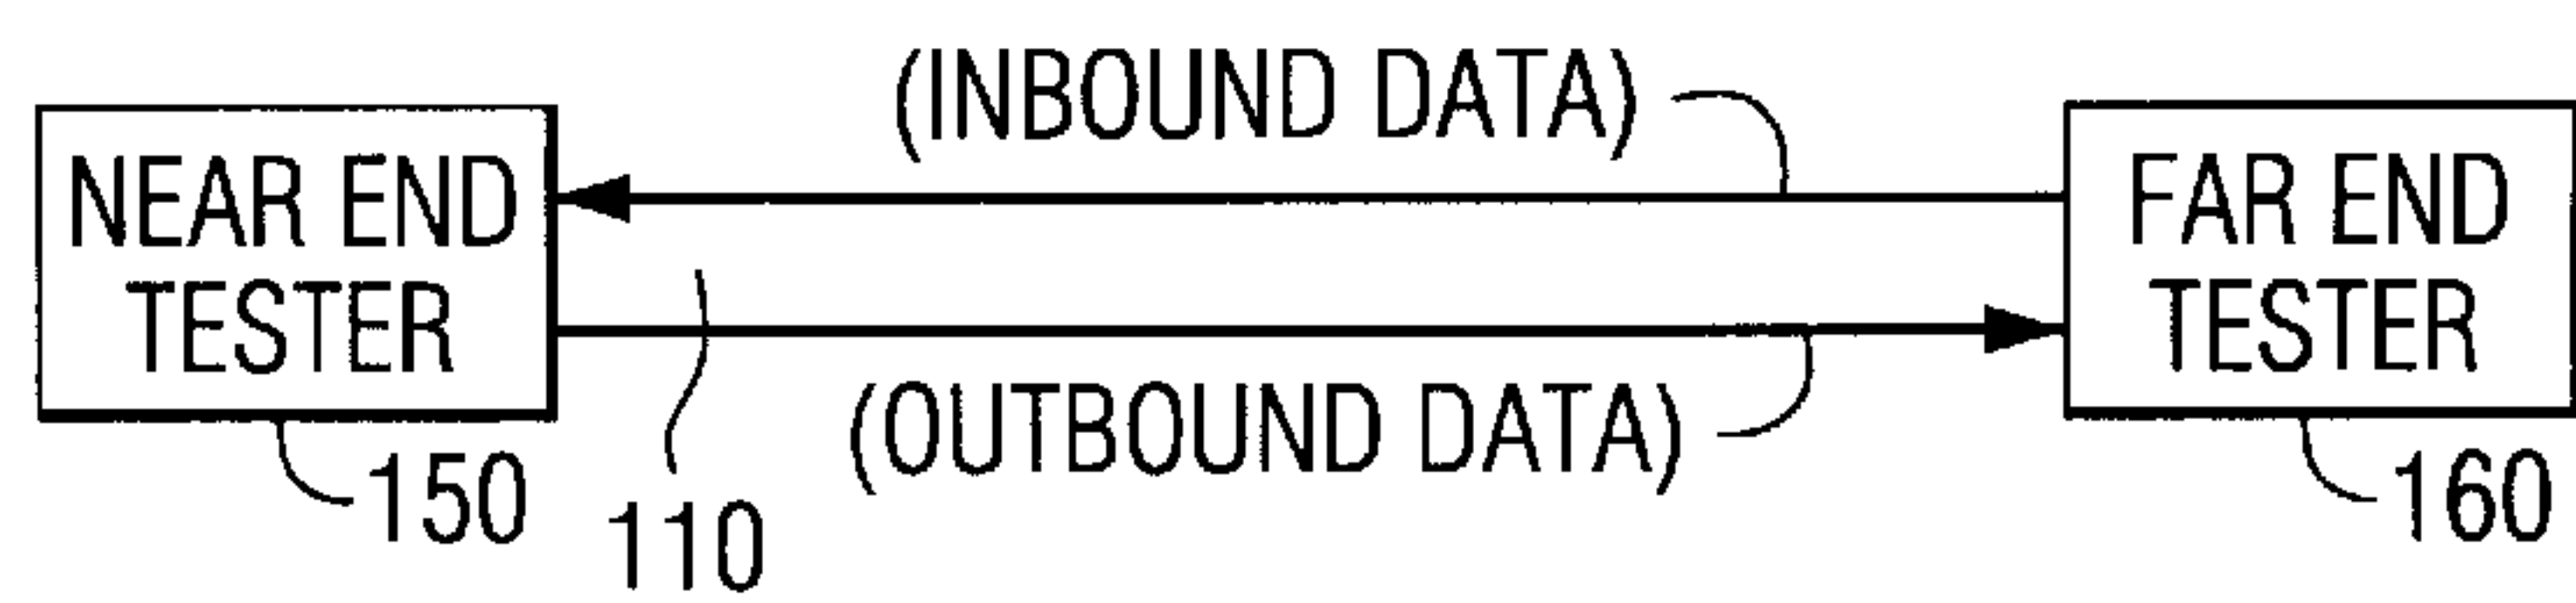 (INBOUND DATA)
NEAR END
TESTER
FAR END
TESTER
(OUTBOUND DATA)
150
110
160